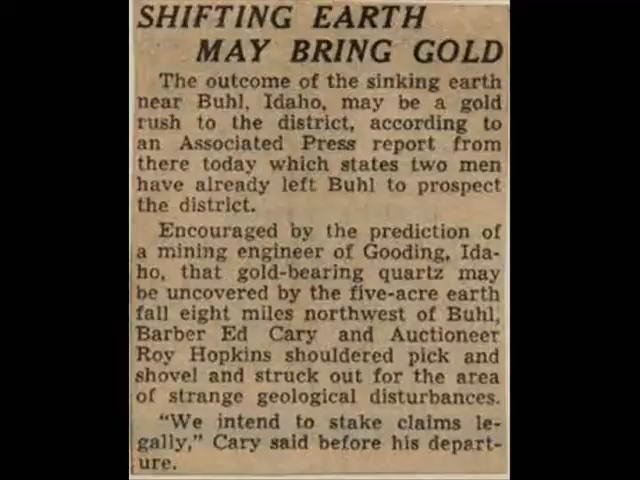 SHIFTING EARTH
MAY BRING GOLD
The outcome of the sinking earth
near Buhl, Idaho, may be a gold
rush to the district, according to
an Associated Press report from
there today which states two men
have already left Buhl to prospect
the district.
Encouraged by the prediction of
a mining engineer of Gooding, Ida-
ho, that gold-bearing quartz may
be uncovered by the five-acre earth
fall eight miles northwest of Buhl,
Barber Ed Cary and Auctioneer
Roy Hopkins shouldered pick and
shovel and struck out for the area
of strange geological disturbances.
"We intend to stake claims le-
gally," Cary said before his depart-
ure.